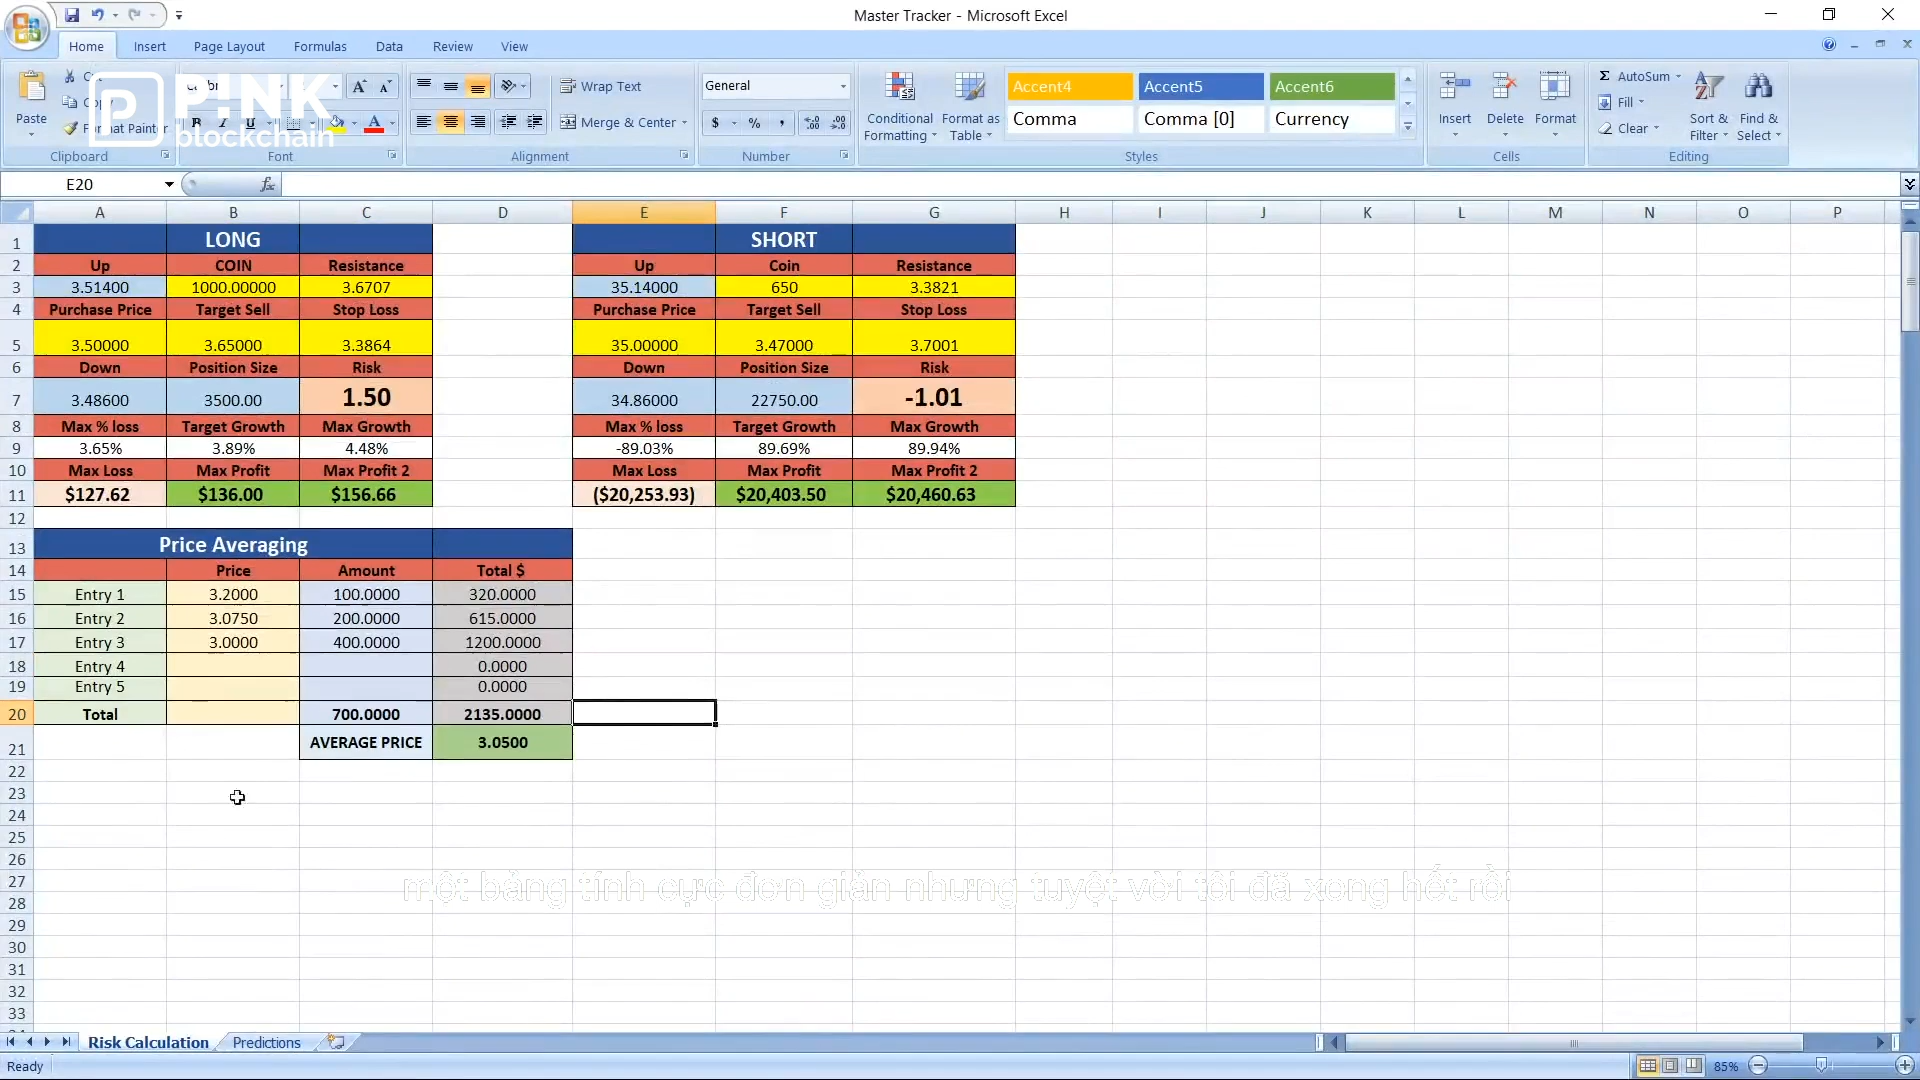 Master Tracker - Microsoft Excel
Home Insert Page Layout Formulas Data Review View
P!NK
blockchain
Paste
Format Painter
Clipboard
Font
Wrap Text
Merge & Center
Alignment
General
$ % ,
Number
Conditional Formatting
Format as Table
Accent4 Accent5 Accent6
Comma Comma [0] Currency
Styles
Insert Delete Format
Cells
Σ AutoSum
Fill
Clear
Sort & Filter
Find & Select
Editing
E20 fx
A B C D E F G H I J K L M N O P
1 LONG SHORT
2 Up COIN Resistance Up Coin Resistance
3 3.51400 1000.00000 3.6707 35.14000 650 3.3821
4 Purchase Price Target Sell Stop Loss Purchase Price Target Sell Stop Loss
5 3.50000 3.65000 3.3864 35.00000 3.47000 3.7001
6 Down Position Size Risk Down Position Size Risk
7 3.48600 3500.00 1.50 34.86000 22750.00 -1.01
8 Max % loss Target Growth Max Growth Max % loss Target Growth Max Growth
9 3.65% 3.89% 4.48% -89.03% 89.69% 89.94%
10 Max Loss Max Profit Max Profit 2 Max Loss Max Profit Max Profit 2
11 $127.62 $136.00 $156.66 ($20,253.93) $20,403.50 $20,460.63
12
13 Price Averaging
14 Price Amount Total $
15 Entry 1 3.2000 100.0000 320.0000
16 Entry 2 3.0750 200.0000 615.0000
17 Entry 3 3.0000 400.0000 1200.0000
18 Entry 4 0.0000
19 Entry 5 0.0000
20 Total 700.0000 2135.0000
21 AVERAGE PRICE 3.0500
22
23
24
25
26
27
một bảng tính cực đơn giản nhưng tuyệt vời tôi đã xong hết rồi
28
29
30
31
32
33
Risk Calculation Predictions
Ready 85%